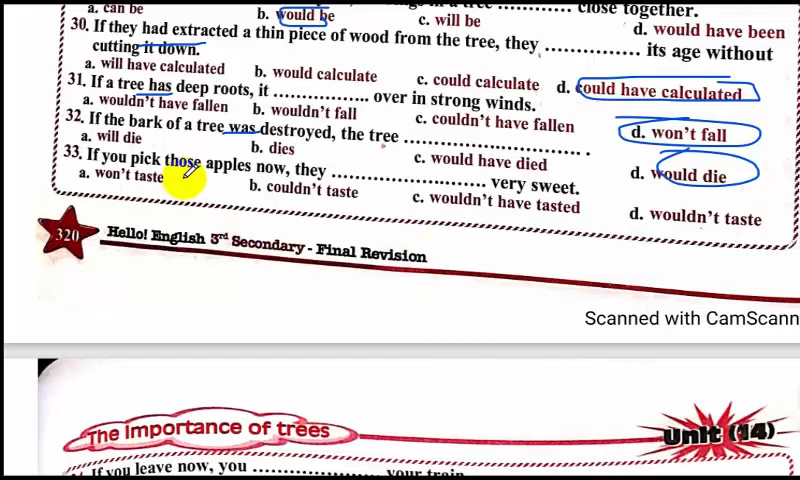 ............ close together.
a. can be b. would be c. will be d. would have been
30. If they had extracted a thin piece of wood from the tree, they .............. its age without
cutting it down.
a. will have calculated b. would calculate c. could calculate d. could have calculated
31. If a tree has deep roots, it .................. over in strong winds.
a. wouldn't have fallen b. wouldn't fall c. couldn't have fallen d. won't fall
32. If the bark of a tree was destroyed, the tree .................................. .
a. will die b. dies c. would have died d. would die
33. If you pick those apples now, they .............................. very sweet.
a. won't taste b. couldn't taste c. wouldn't have tasted d. wouldn't taste
320 Hello! English 3rd Secondary - Final Revision
Scanned with CamScann
The importance of trees
Unit (14)
If you leave now, you ....................... your train